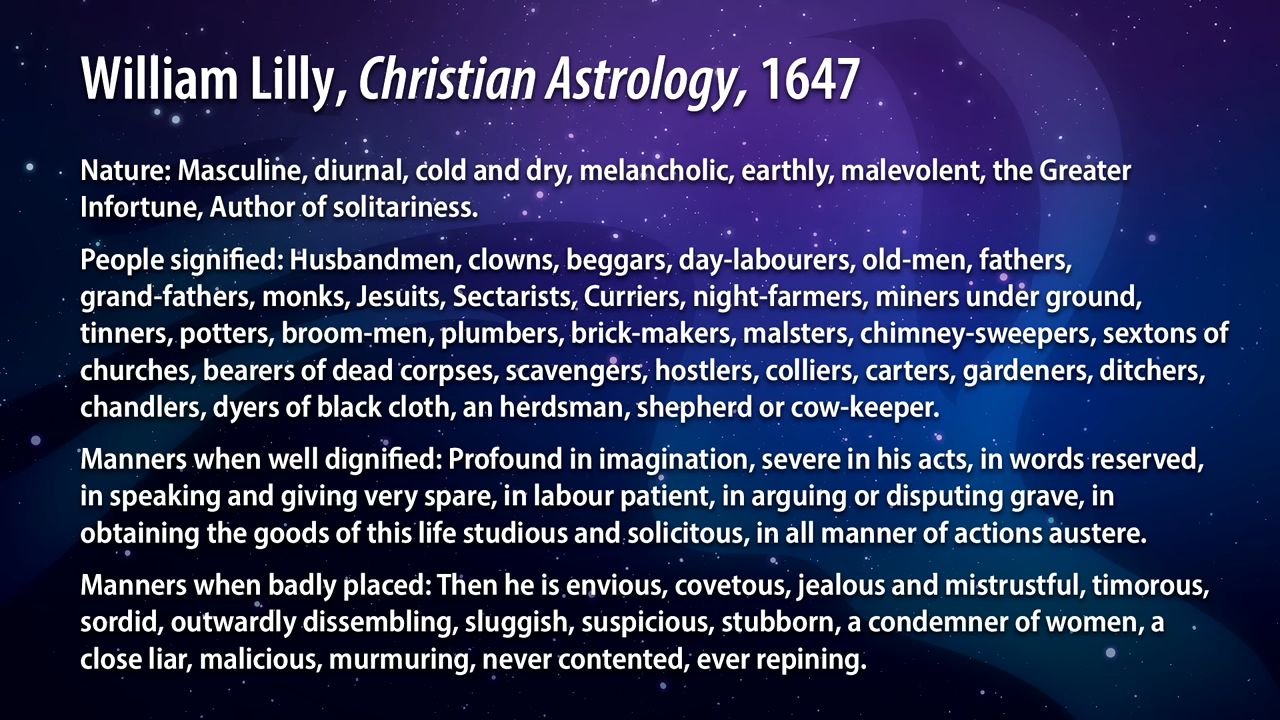 William Lilly, Christian Astrology, 1647
Nature: Masculine, diurnal, cold and dry, melancholic, earthly, malevolent, the Greater
Infortune, Author of solitariness.
People signified: Husbandmen, clowns, beggars, day-labourers, old-men, fathers,
grand-fathers, monks, Jesuits, Sectarists, Curriers, night-farmers, miners under ground,
tinners, potters, broom-men, plumbers, brick-makers, malsters, chimney-sweepers, sextons of
churches, bearers of dead corpses, scavengers, hostlers, colliers, carters, gardeners, ditchers,
chandlers, dyers of black cloth, an herdsman, shepherd or cow-keeper.
Manners when well dignified: Profound in imagination, severe in his acts, in words reserved,
in speaking and giving very spare, in labour patient, in arguing or disputing grave, in
obtaining the goods of this life studious and solicitous, in all manner of actions austere.
Manners when badly placed: Then he is envious, covetous, jealous and mistrustful, timorous,
sordid, outwardly dissembling, sluggish, suspicious, stubborn, a condemner of women, a
close liar, malicious, murmuring, never contented, ever repining.